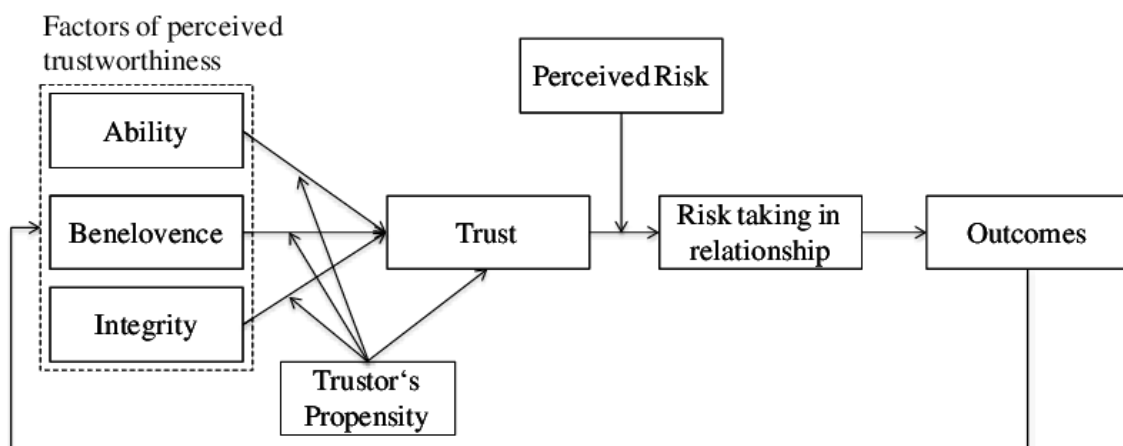 Factors of perceived
trustworthiness
Perceived Risk
Ability
Benelovence
Trust
Risk taking in
relationship
Outcomes
Integrity
Trustor‘s
Propensity